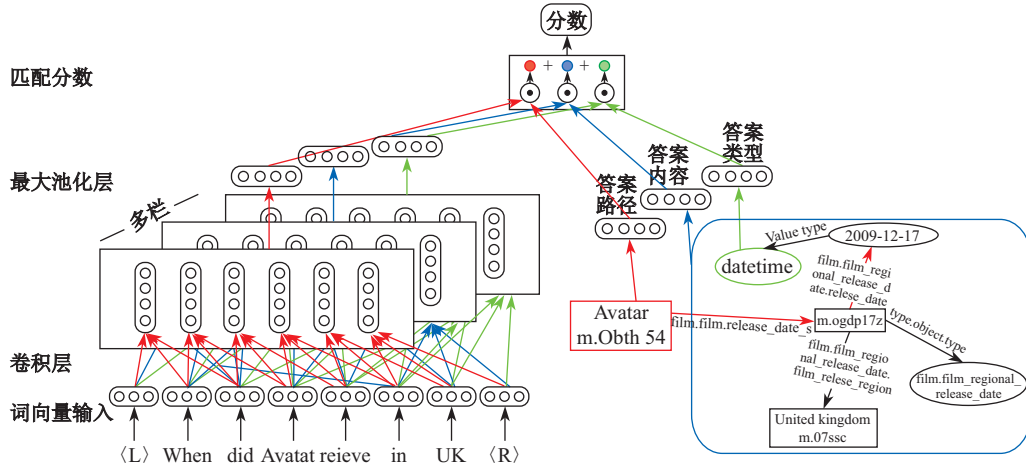 分数
匹配分数
+
+
答案
类型
答案
内容
答案
路径
最大池化层
多栏
Value type
2009-12-17
datetime
film.film_regi
onal_release_d
ate.relese_date
Avatar
m.Obth 54
film.film.release_date_s
m.ogdp17z
type.object.type
film.film_regio
nal_release_date.
film_relese_region
film.film_regional_
release_date
United kingdom
m.07ssc
卷积层
词向量输入
〈L〉 When did Avatat reieve in UK 〈R〉